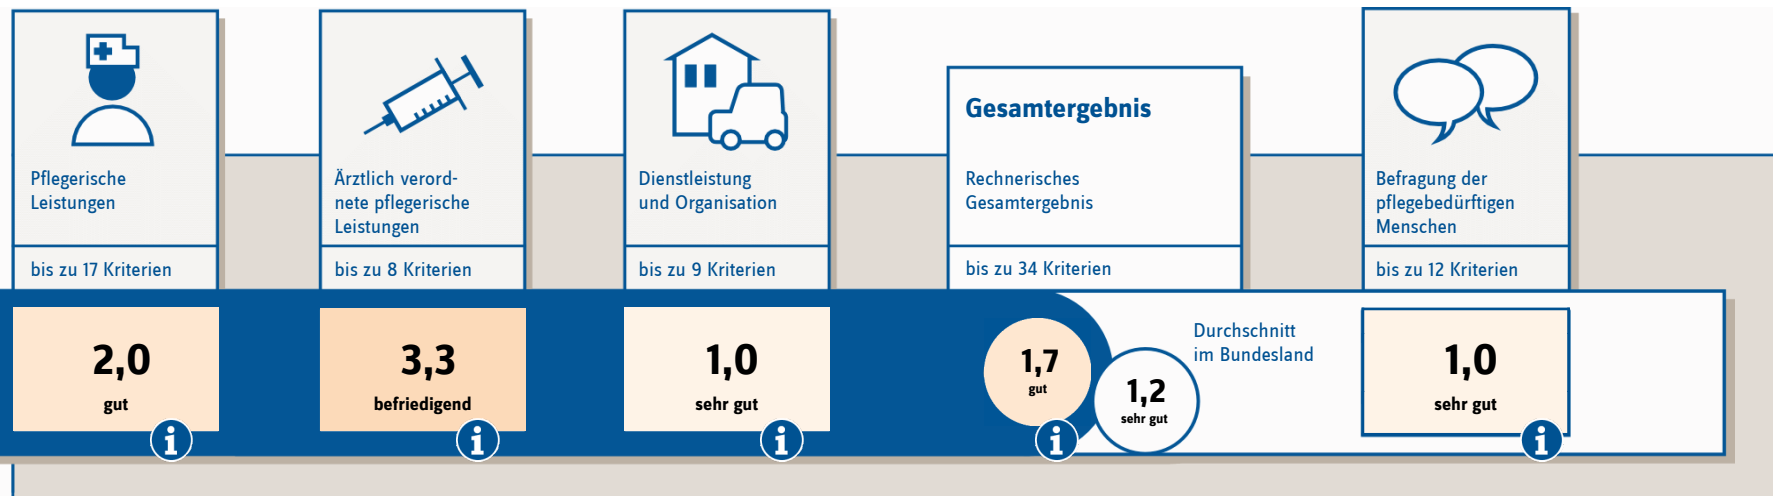 Pflegerische
Leistungen
bis zu 17 Kriterien
2,0
gut
i
Ärztlich verord-
nete pflegerische
Leistungen
bis zu 8 Kriterien
3,3
befriedigend
i
Dienstleistung
und Organisation
bis zu 9 Kriterien
1,0
sehr gut
i
Gesamtergebnis
Rechnerisches
Gesamtergebnis
bis zu 34 Kriterien
1,7
gut
i
Durchschnitt
im Bundesland
1,2
sehr gut
Befragung der
pflegebedürftigen
Menschen
bis zu 12 Kriterien
1,0
sehr gut
i